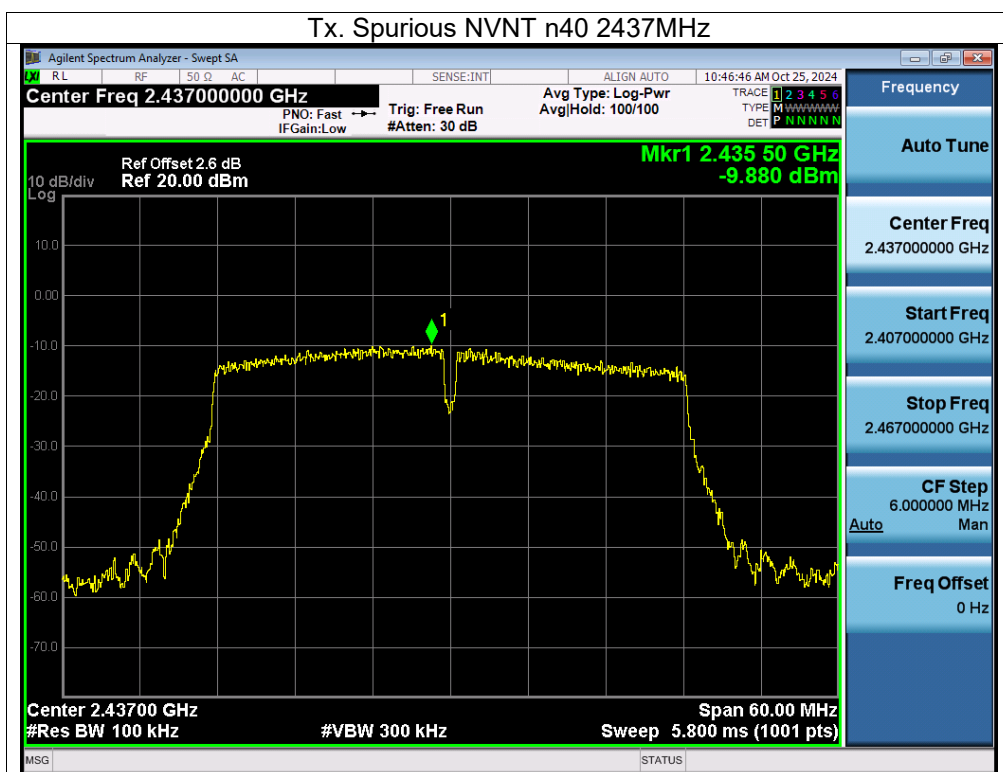 Tx. Spurious NVNT n40 2437MHz
Agilent Spectrum Analyzer - Swept SA
LXI RL RF 50 Ω AC SENSE:INT ALIGN AUTO 10:46:46 AM Oct 25, 2024
Center Freq 2.437000000 GHz
PNO: Fast
IFGain:Low
Trig: Free Run
#Atten: 30 dB
Avg Type: Log-Pwr
Avg|Hold: 100/100
TRACE 1 2 3 4 5 6
TYPE M WWWWW
DET P N N N N N
Mkr1 2.435 50 GHz
-9.880 dBm
Ref Offset 2.6 dB
10 dB/div Ref 20.00 dBm
Log
10.0
0.00
-10.0
-20.0
-30.0
-40.0
-50.0
-60.0
-70.0
1
Center 2.43700 GHz Span 60.00 MHz
#Res BW 100 kHz #VBW 300 kHz Sweep 5.800 ms (1001 pts)
MSG STATUS
Frequency
Auto Tune
Center Freq
2.437000000 GHz
Start Freq
2.407000000 GHz
Stop Freq
2.467000000 GHz
CF Step
6.000000 MHz
Auto Man
Freq Offset
0 Hz